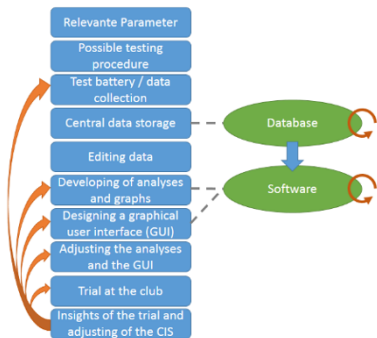 Relevante Parameter
Possible testing
procedure
Test battery / data
collection
Central data storage
Database
Editing data
Developing of analyses
and graphs
Software
Designing a graphical
user interface (GUI)
Adjusting the analyses
and the GUI
Trial at the club
Insights of the trial and
adjusting of the CIS